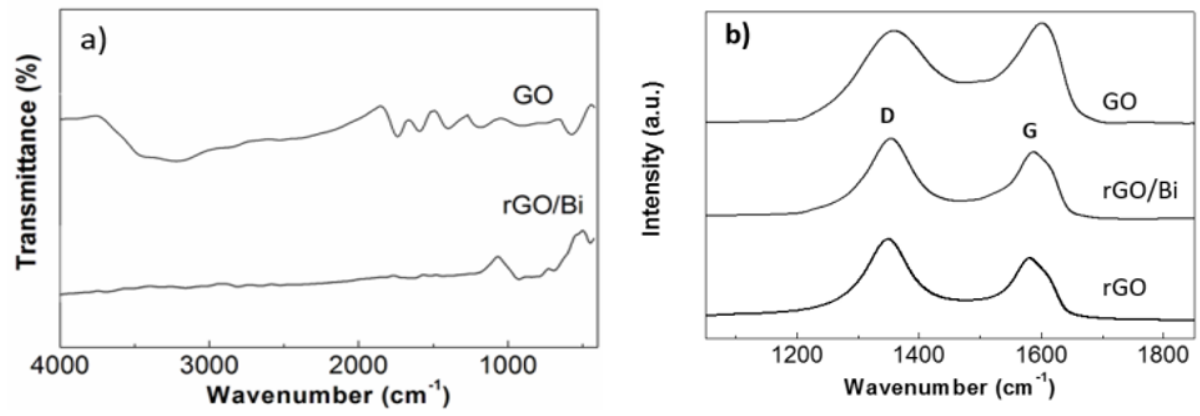 a)
Transmittance (%)
GO
rGO/Bi
4000 3000 2000 1000
Wavenumber (cm⁻¹)
b)
Intensity (a.u.)
GO
D G
rGO/Bi
rGO
1200 1400 1600 1800
Wavenumber (cm⁻¹)